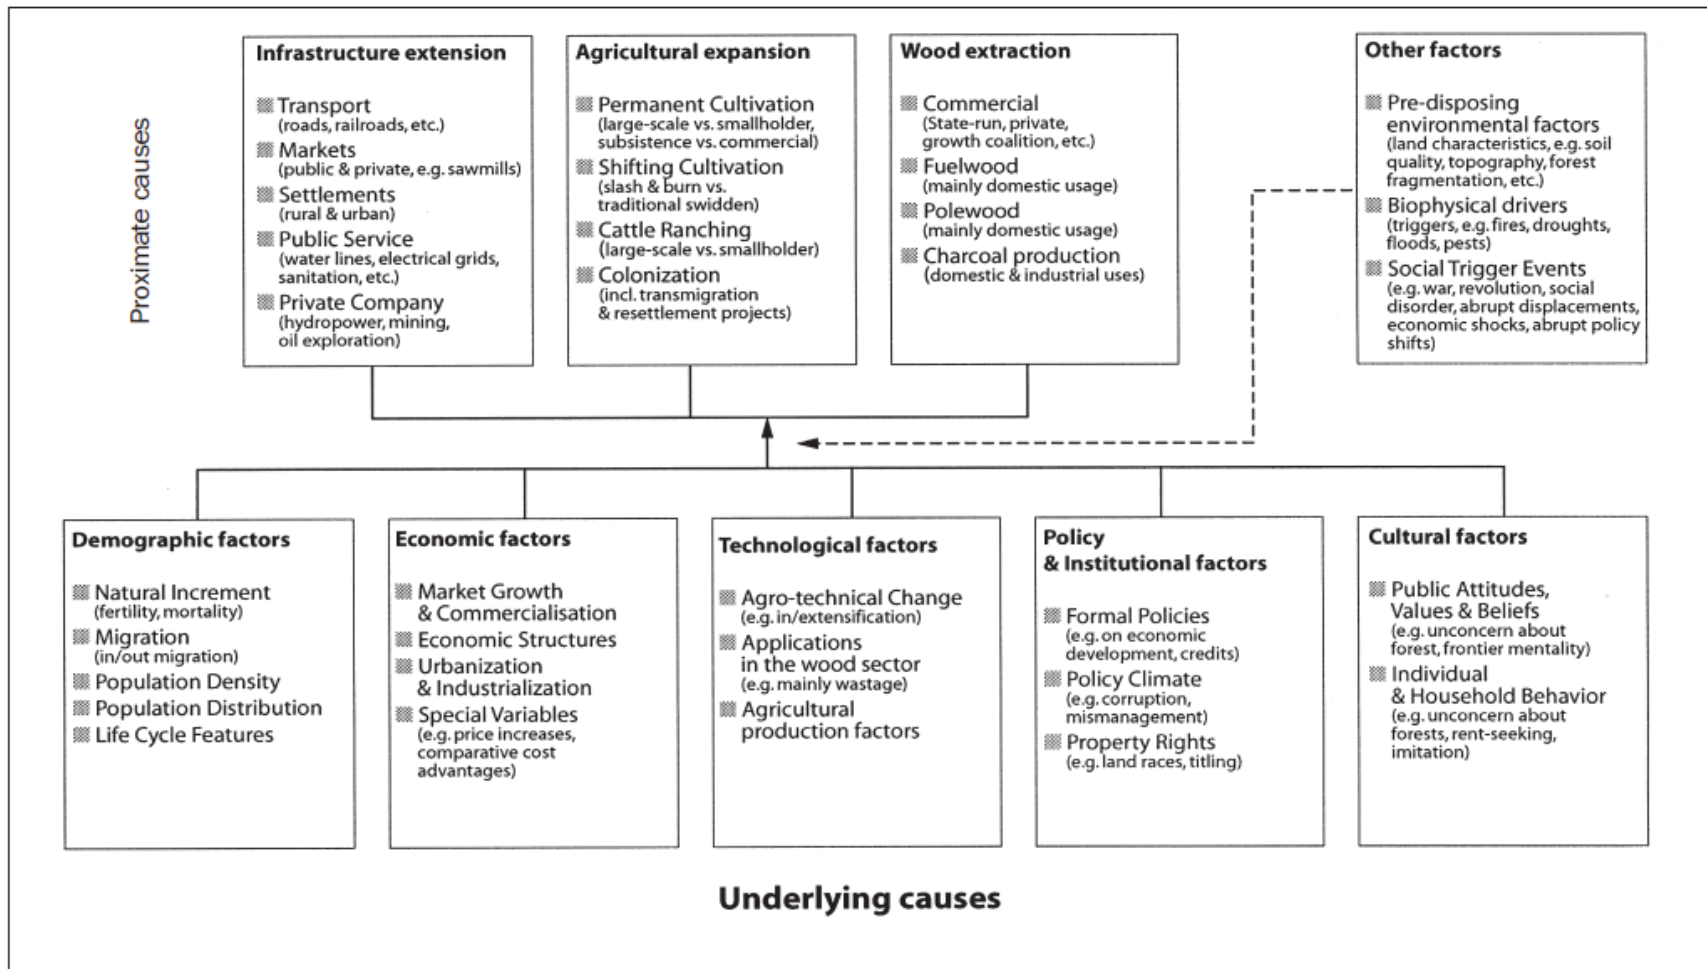 Proximate causes
Infrastructure extension
Transport
(roads, railroads, etc.)
Markets
(public & private, e.g. sawmills)
Settlements
(rural & urban)
Public Service
(water lines, electrical grids,
sanitation, etc.)
Private Company
(hydropower, mining,
oil exploration)
Agricultural expansion
Permanent Cultivation
(large-scale vs. smallholder,
subsistence vs. commercial)
Shifting Cultivation
(slash & burn vs.
traditional swidden)
Cattle Ranching
(large-scale vs. smallholder)
Colonization
(incl. transmigration
& resettlement projects)
Wood extraction
Commercial
(State-run, private,
growth coalition, etc.)
Fuelwood
(mainly domestic usage)
Polewood
(mainly domestic usage)
Charcoal production
(domestic & industrial uses)
Other factors
Pre-disposing
environmental factors
(land characteristics, e.g. soil
quality, topography, forest
fragmentation, etc.)
Biophysical drivers
(triggers, e.g. fires, droughts,
floods, pests)
Social Trigger Events
(e.g. war, revolution, social
disorder, abrupt displacements,
economic shocks, abrupt policy
shifts)
Demographic factors
Natural Increment
(fertility, mortality)
Migration
(in/out migration)
Population Density
Population Distribution
Life Cycle Features
Economic factors
Market Growth
& Commercialisation
Economic Structures
Urbanization
& Industrialization
Special Variables
(e.g. price increases,
comparative cost
advantages)
Technological factors
Agro-technical Change
(e.g. in/extensification)
Applications
in the wood sector
(e.g. mainly wastage)
Agricultural
production factors
Policy
& Institutional factors
Formal Policies
(e.g. on economic
development, credits)
Policy Climate
(e.g. corruption,
mismanagement)
Property Rights
(e.g. land races, titling)
Cultural factors
Public Attitudes,
Values & Beliefs
(e.g. unconcern about
forest, frontier mentality)
Individual
& Household Behavior
(e.g. unconcern about
forests, rent-seeking,
imitation)
Underlying causes